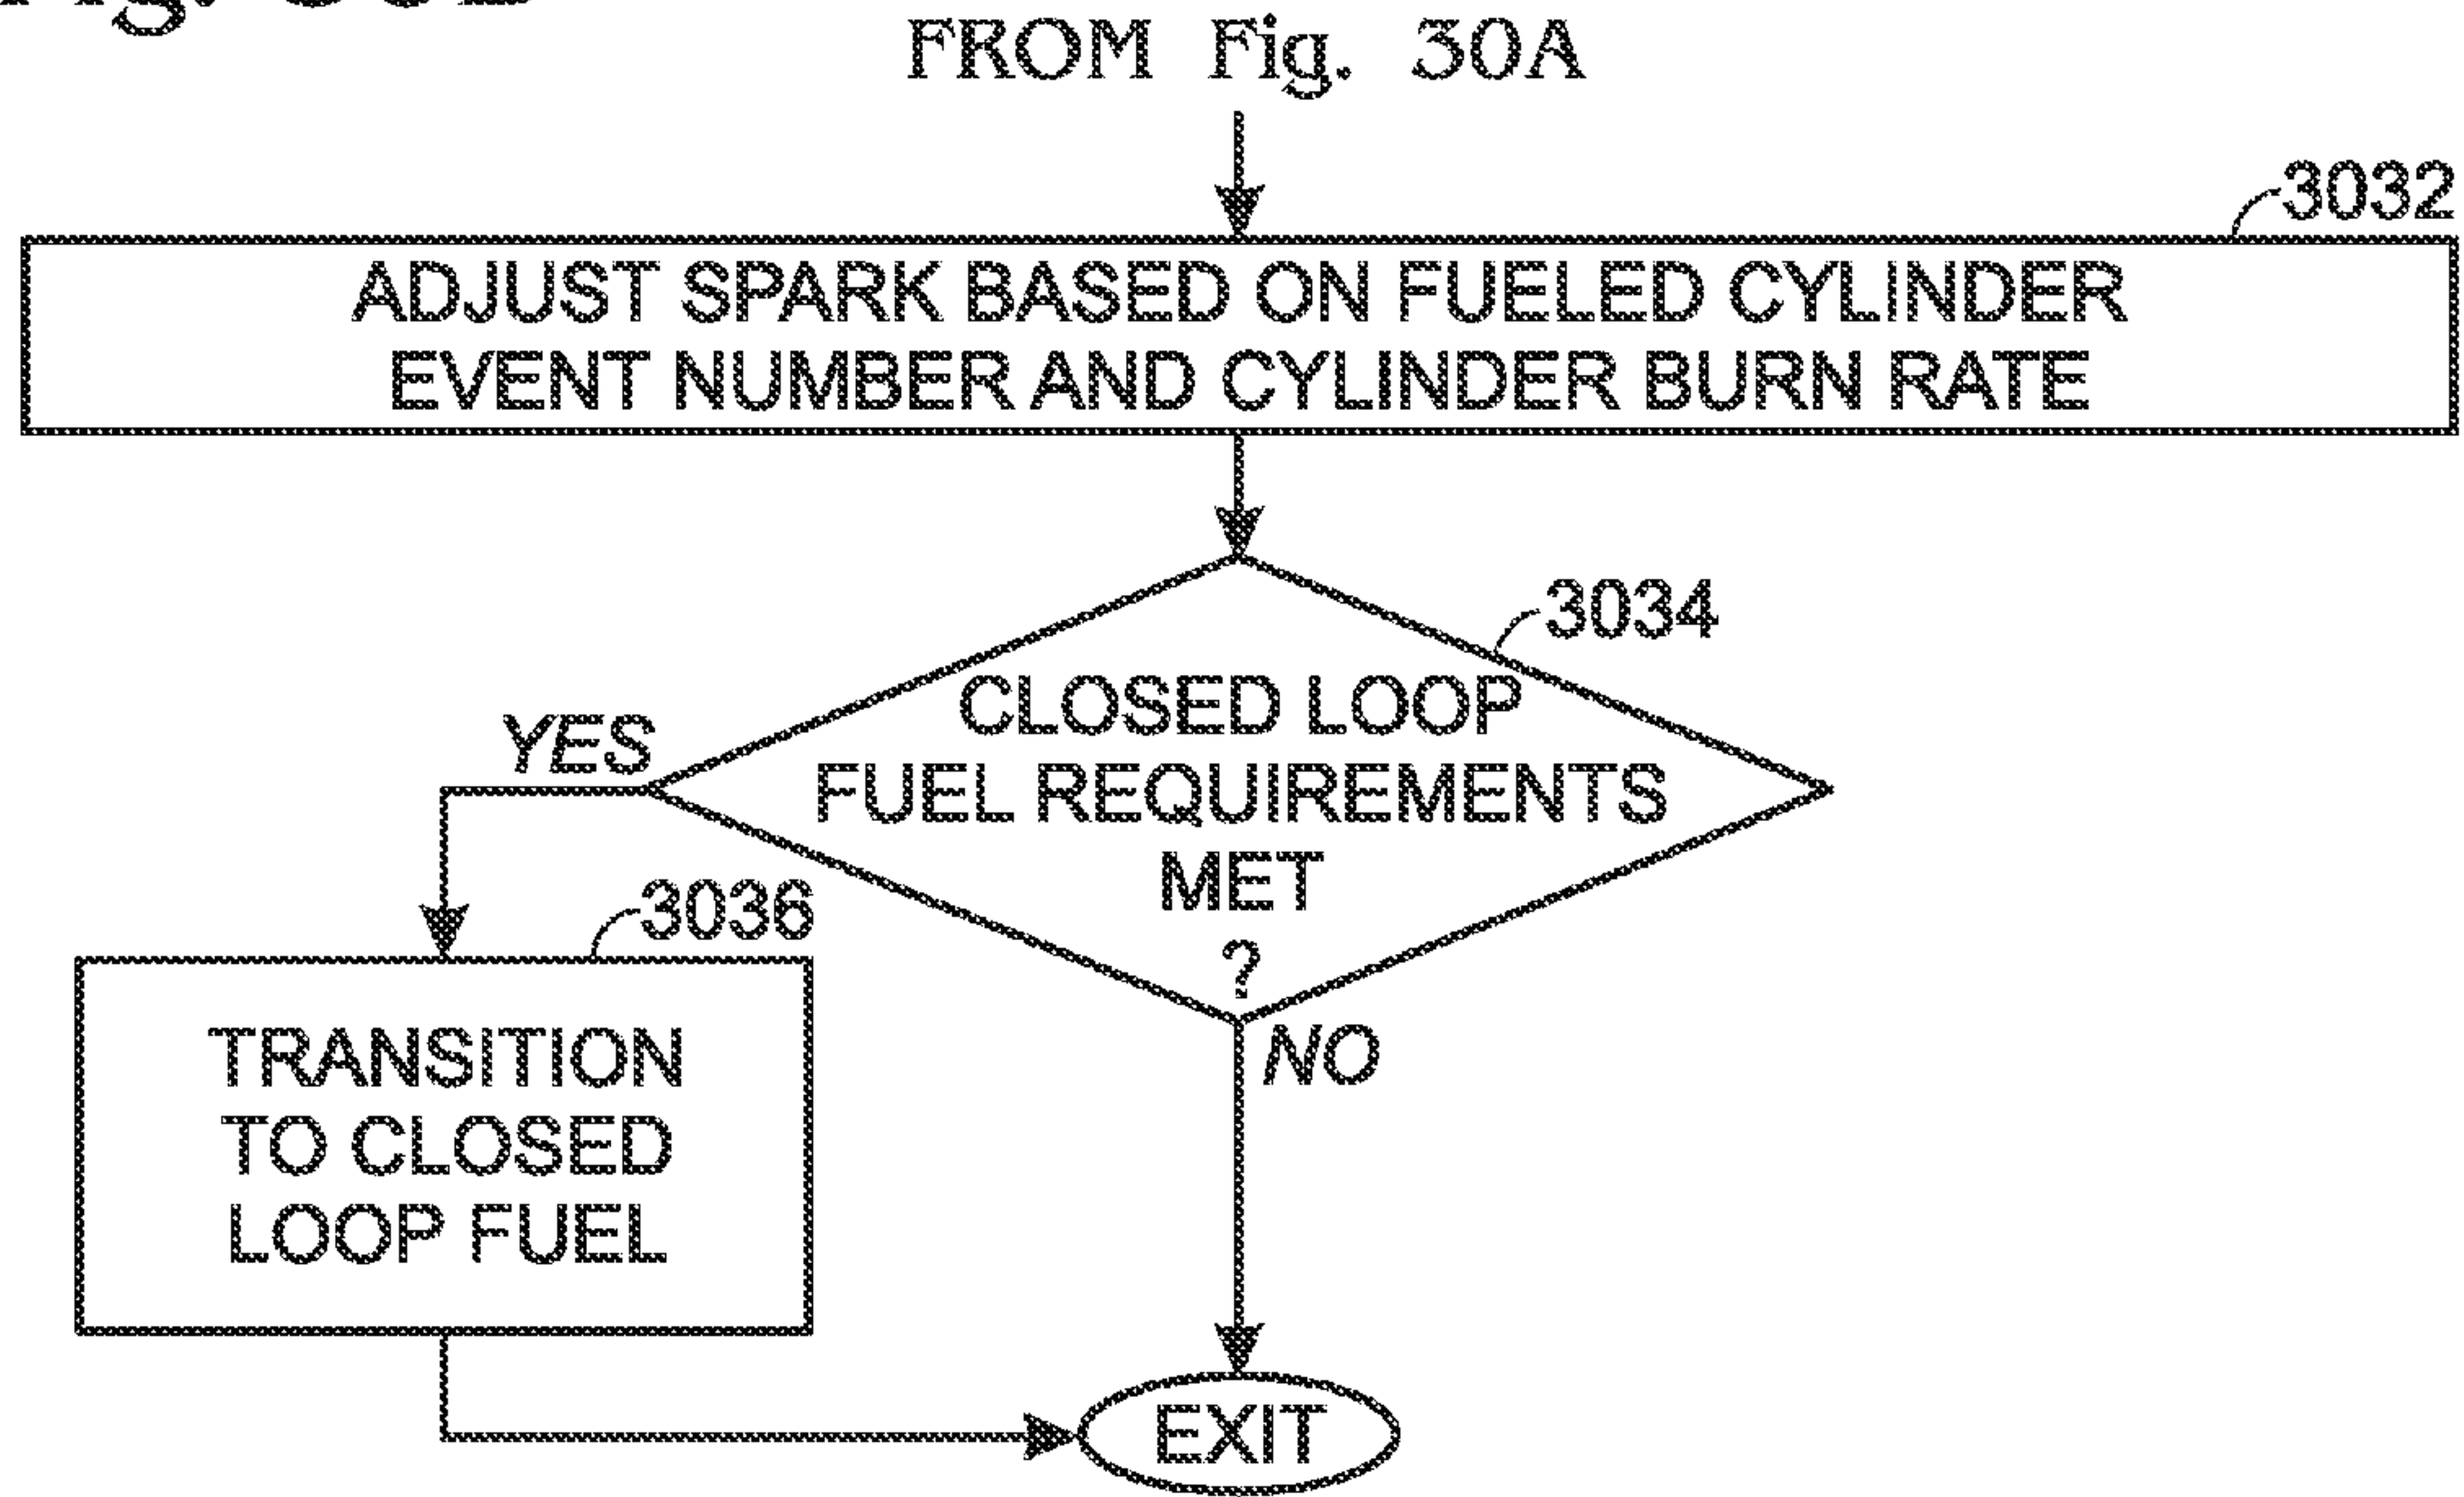 FROM Fig. 30A
3032
ADJUST SPARK BASED ON FUELED CYLINDER
EVENT NUMBER AND CYLINDER BURN RATE
3034
CLOSED LOOP
FUEL REQUIREMENTS
MET
?
YES
NO
3036
TRANSITION
TO CLOSED
LOOP FUEL
EXIT